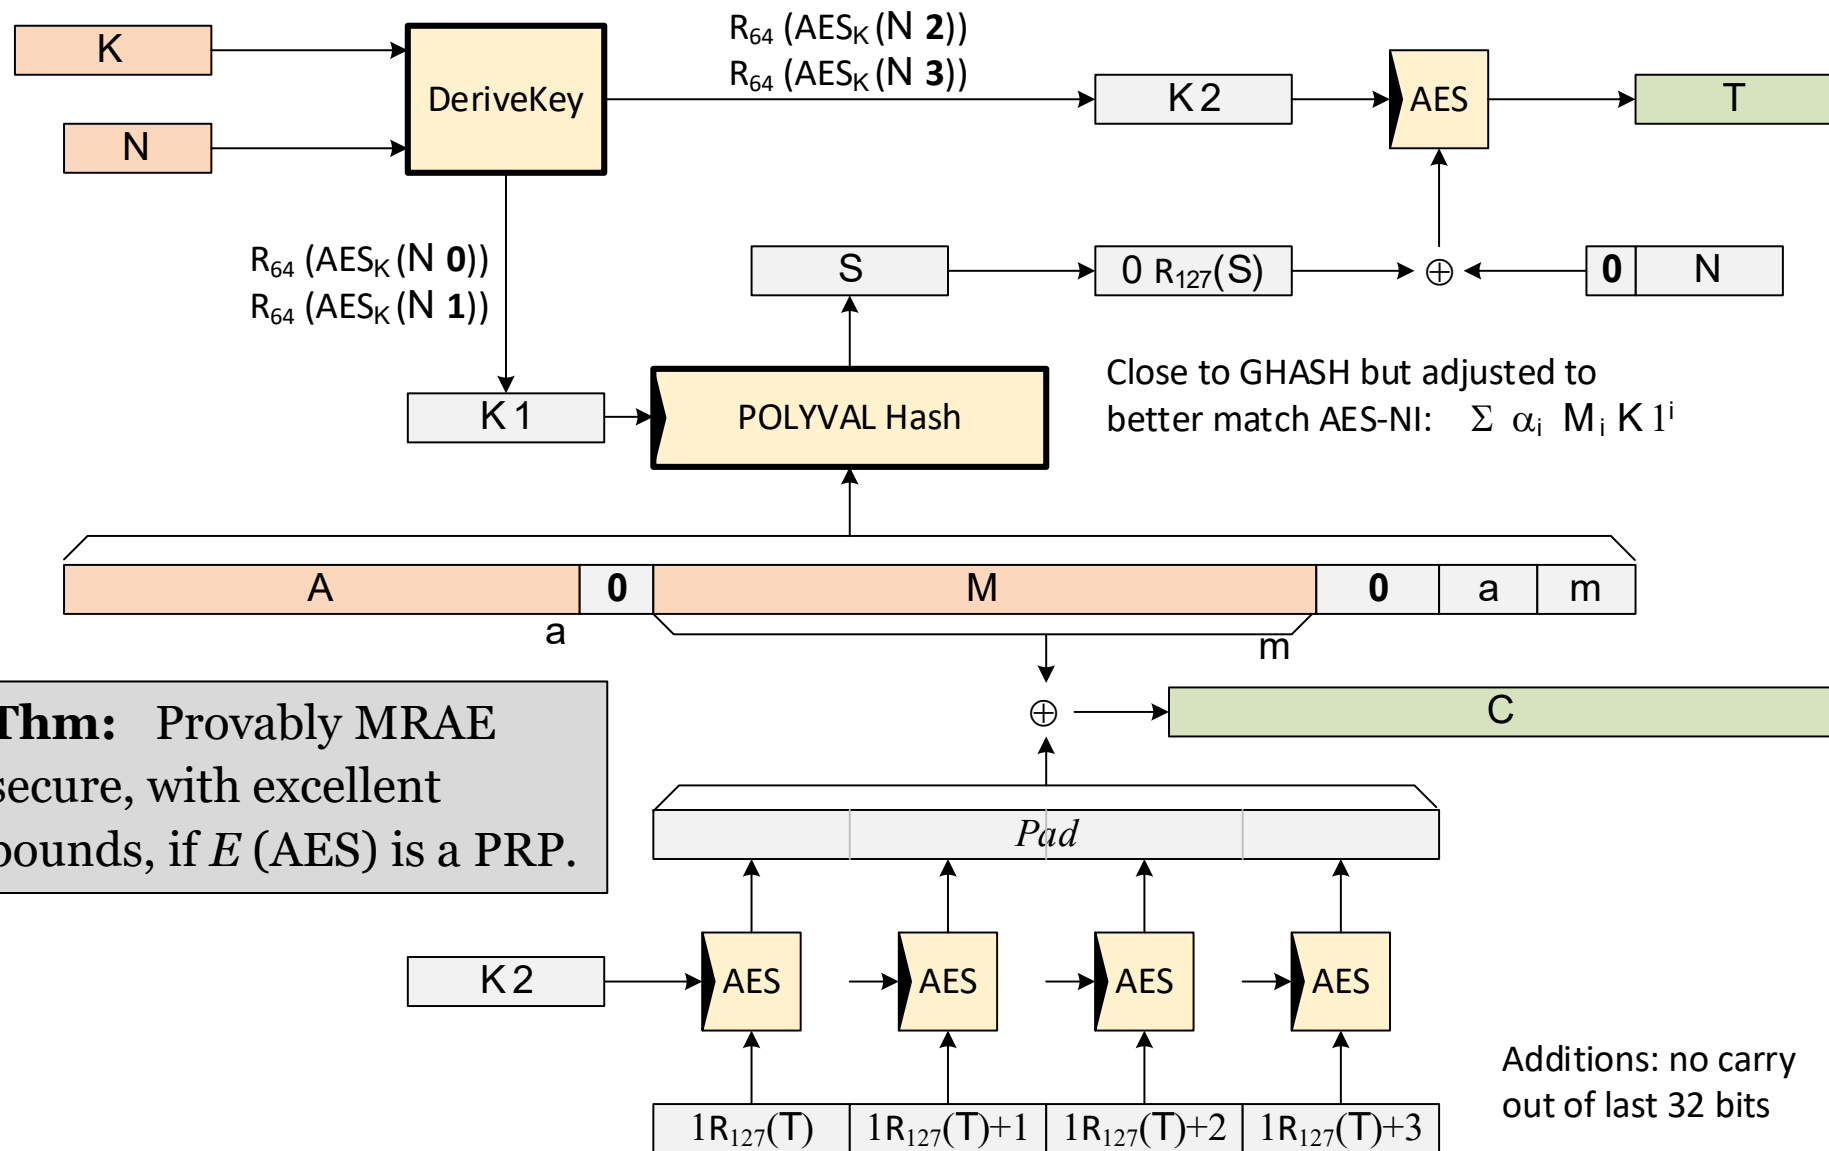 K
N
DeriveKey
R₆₄ (AESK (N 2))
R₆₄ (AESK (N 3))
K2
AES
T
R₆₄ (AESK (N 0))
R₆₄ (AESK (N 1))
S
0 R₁₂₇(S)
⊕
0 N
K1
POLYVAL Hash
Close to GHASH but adjusted to
better match AES-NI: Σ αᵢ Mᵢ K1ⁱ
A 0 M 0 a m
a
m
Thm: Provably MRAE
secure, with excellent
bounds, if E (AES) is a PRP.
⊕
C
Pad
K2
AES AES AES AES
1R₁₂₇(T) 1R₁₂₇(T)+1 1R₁₂₇(T)+2 1R₁₂₇(T)+3
Additions: no carry
out of last 32 bits